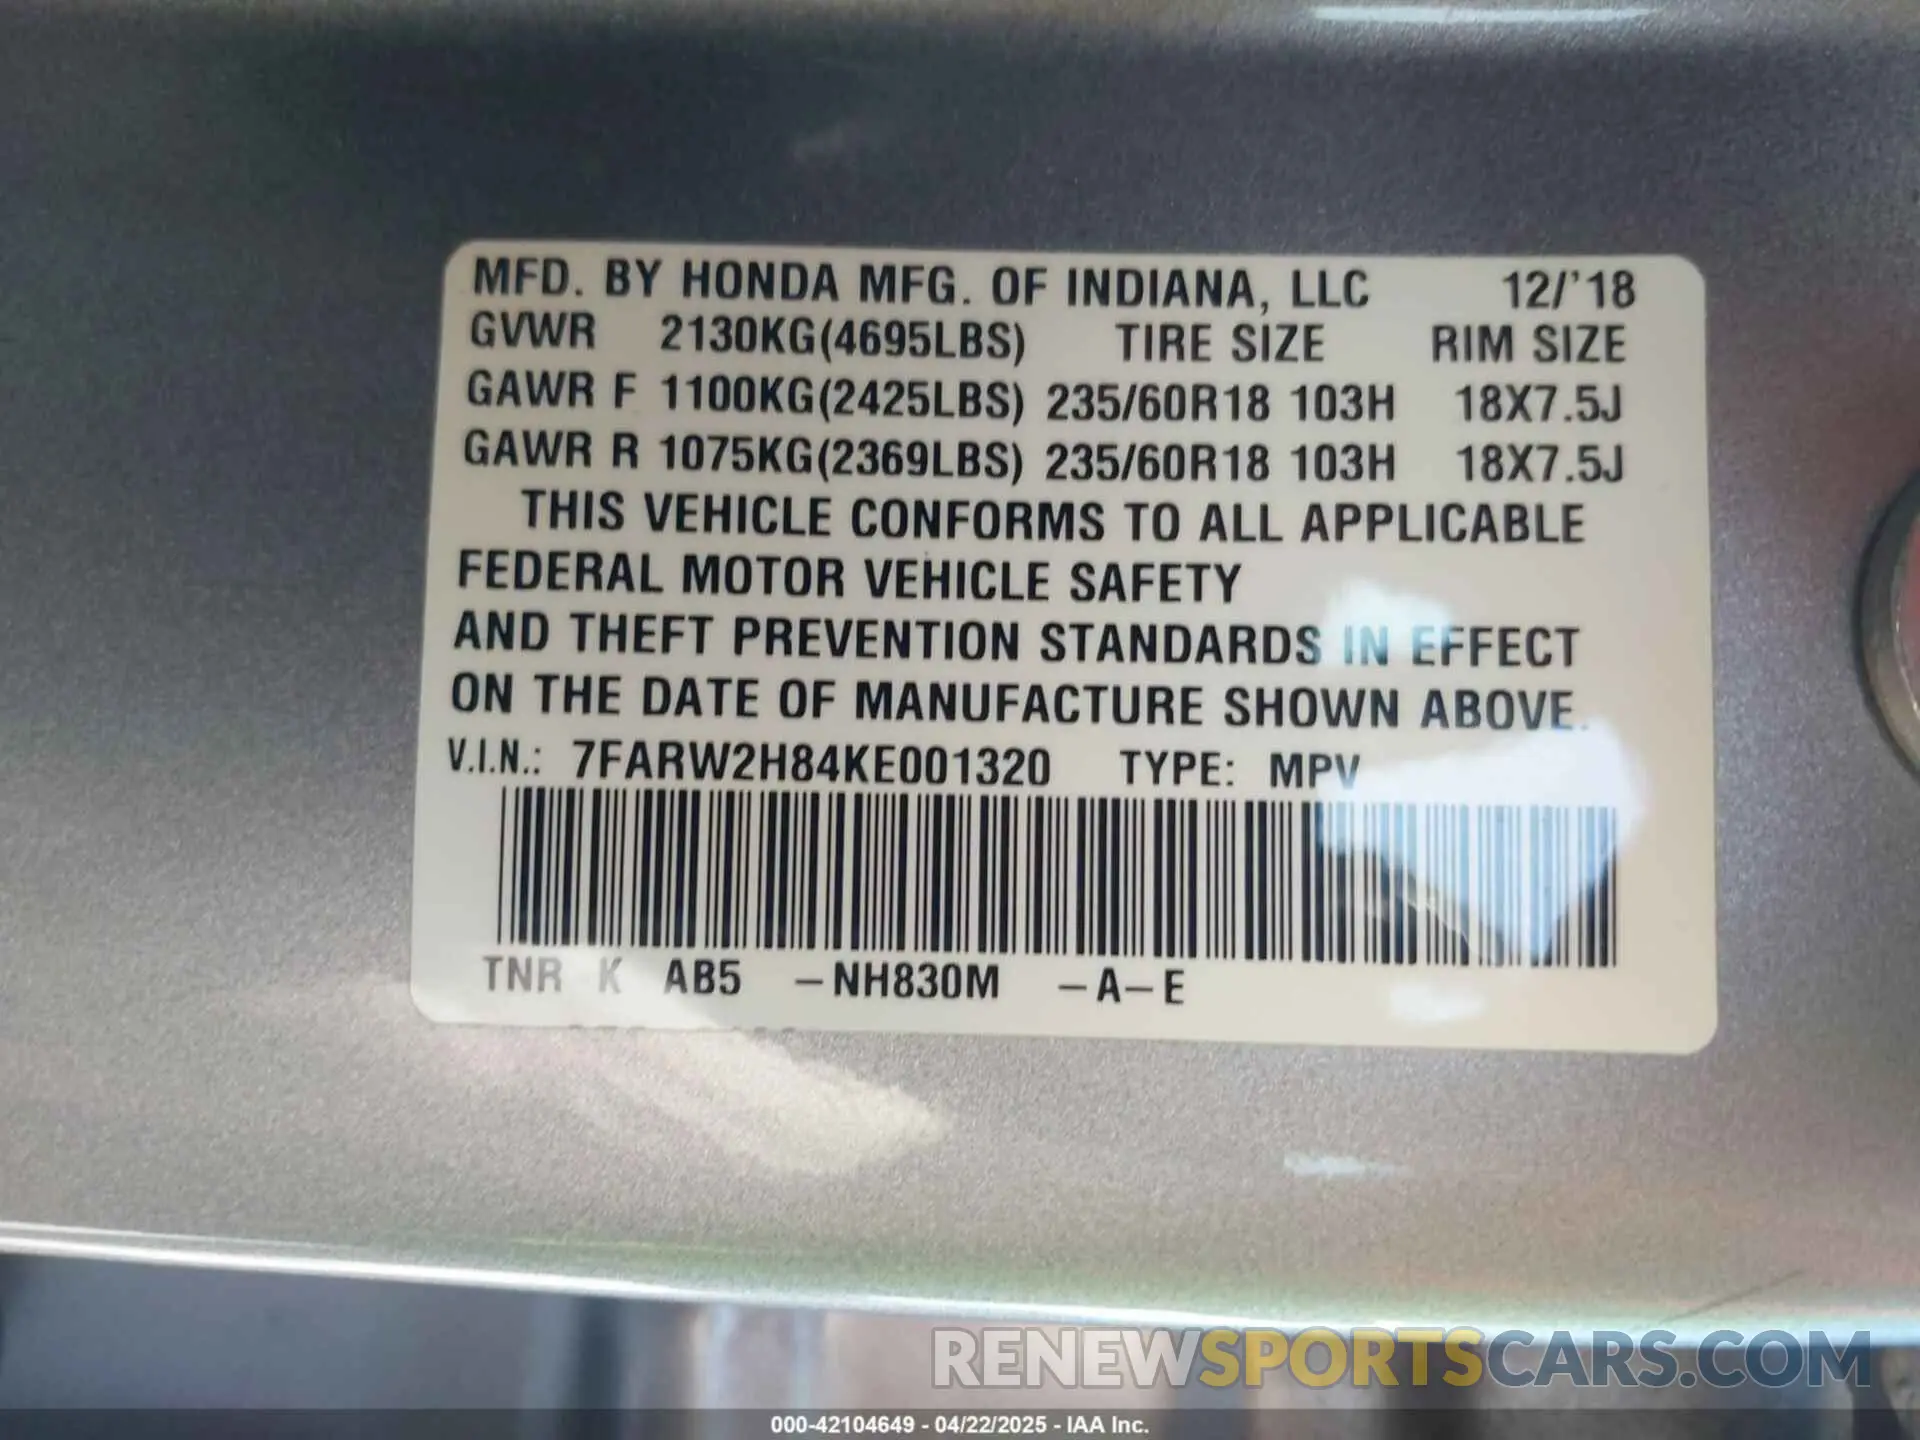 MFD. BY HONDA MFG. OF INDIANA, LLC 12/'18
GVWR 2130KG(4695LBS) TIRE SIZE RIM SIZE
GAWR F 1100KG(2425LBS) 235/60R18 103H 18X7.5J
GAWR R 1075KG(2369LBS) 235/60R18 103H 18X7.5J
THIS VEHICLE CONFORMS TO ALL APPLICABLE
FEDERAL MOTOR VEHICLE SAFETY
AND THEFT PREVENTION STANDARDS IN EFFECT
ON THE DATE OF MANUFACTURE SHOWN ABOVE.
V.I.N.: 7FARW2H84KE001320 TYPE: MPV
TNR K AB5 –NH830M –A–E
RENEWSPORTSCARS.COM
000-42104649 - 04/22/2025 - IAA Inc.